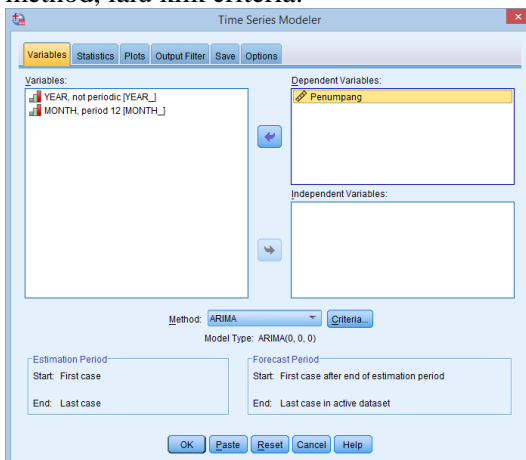 method, lalu klik criteria.
Time Series Modeler
Variables Statistics Plots Output Filter Save Options
Variables:
YEAR, not periodic [YEAR_]
MONTH, period 12 [MONTH_]
Dependent Variables:
Penumpang
Independent Variables:
Method: ARIMA Criteria...
Model Type: ARIMA(0, 0, 0)
Estimation Period
Start: First case
End: Last case
Forecast Period
Start: First case after end of estimation period
End: Last case in active dataset
OK Paste Reset Cancel Help